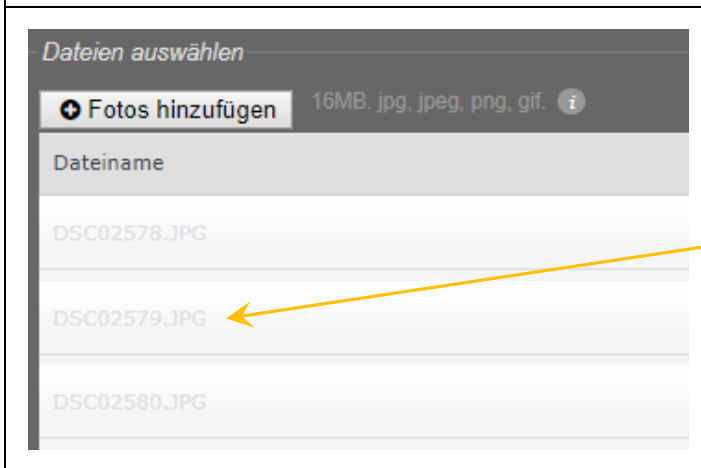 Dateien auswählen
Fotos hinzufügen 16MB. jpg, jpeg, png, gif. i
Dateiname
DSC02578.JPG
DSC02579.JPG
DSC02580.JPG